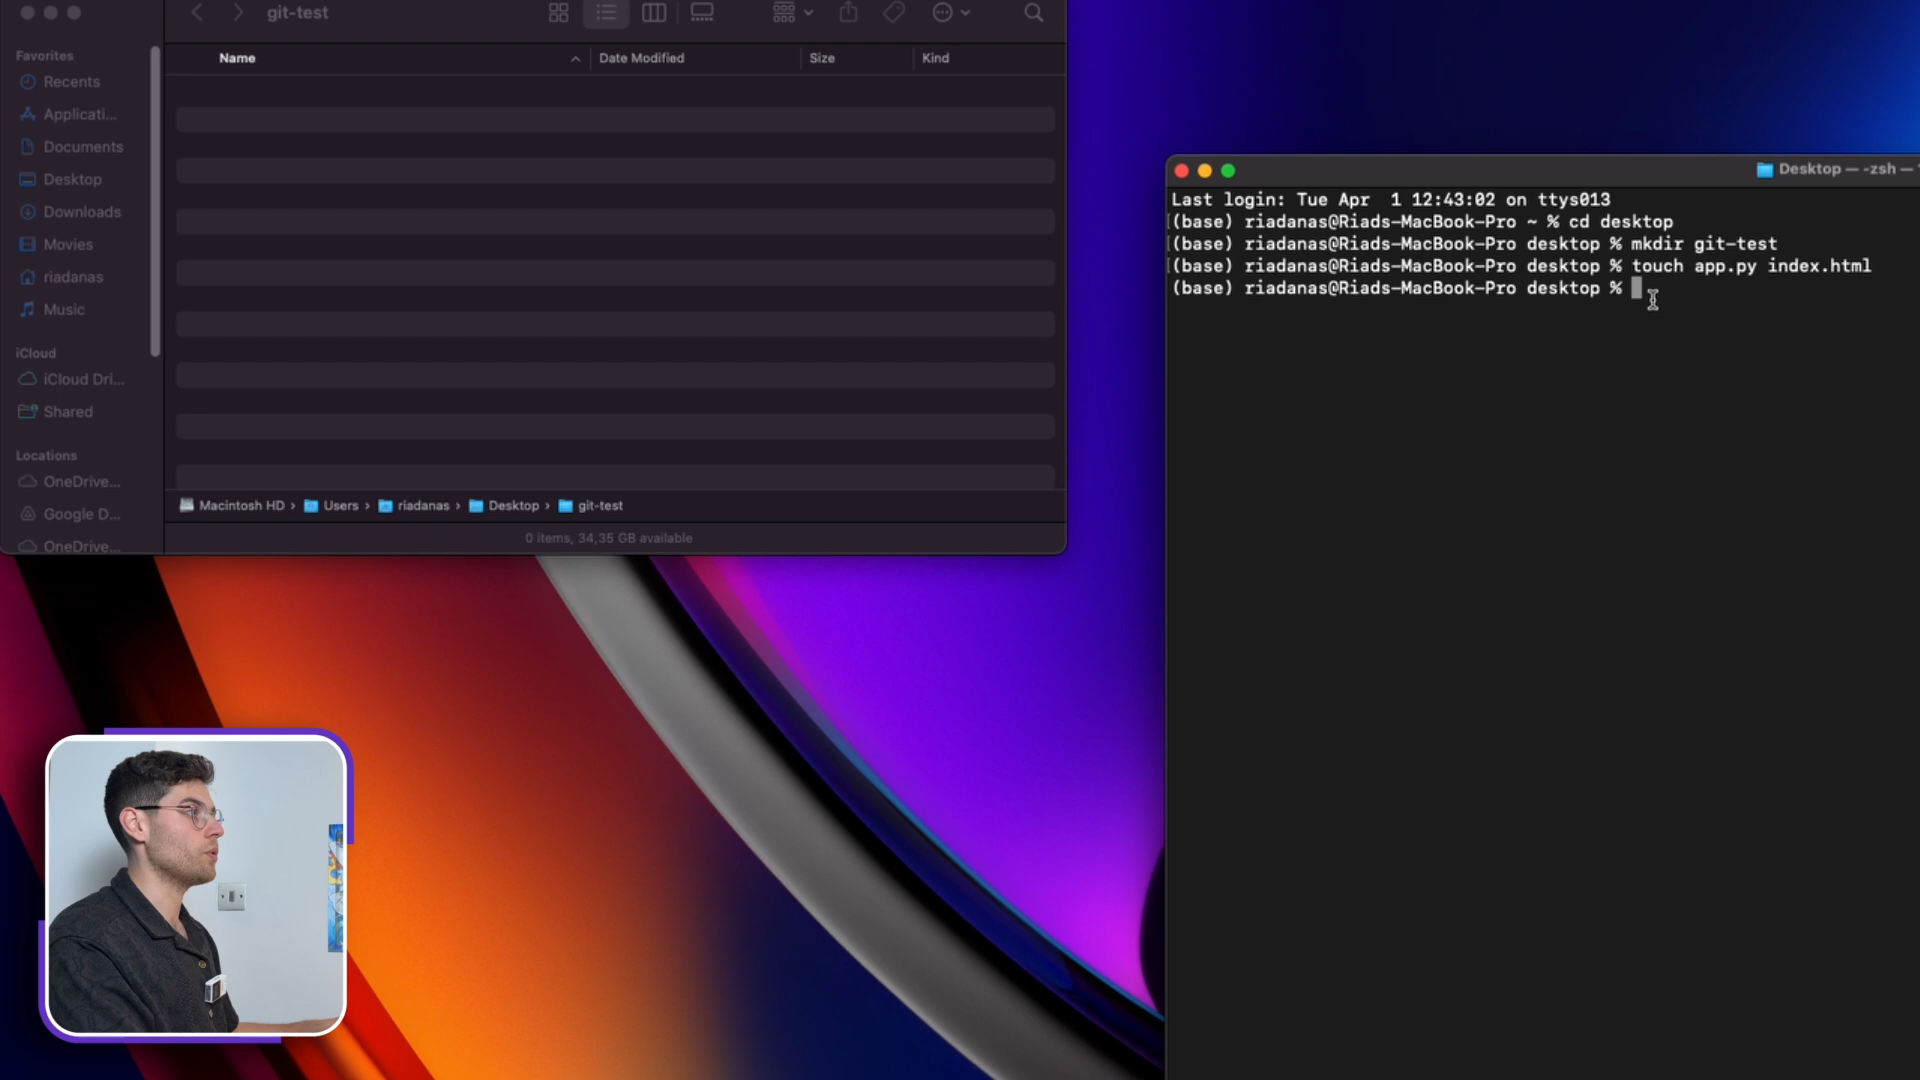 git-test
Favorites
Recents
Applicati...
Documents
Desktop
Downloads
Movies
riadanas
Music
iCloud
iCloud Dri...
Shared
Locations
OneDrive...
Google D...
OneDrive...
Name Date Modified Size Kind
Macintosh HD › Users › riadanas › Desktop › git-test
0 items, 34,35 GB available
Desktop — -zsh —
Last login: Tue Apr  1 12:43:02 on ttys013
(base) riadanas@Riads-MacBook-Pro ~ % cd desktop
(base) riadanas@Riads-MacBook-Pro desktop % mkdir git-test
(base) riadanas@Riads-MacBook-Pro desktop % touch app.py index.html
(base) riadanas@Riads-MacBook-Pro desktop %